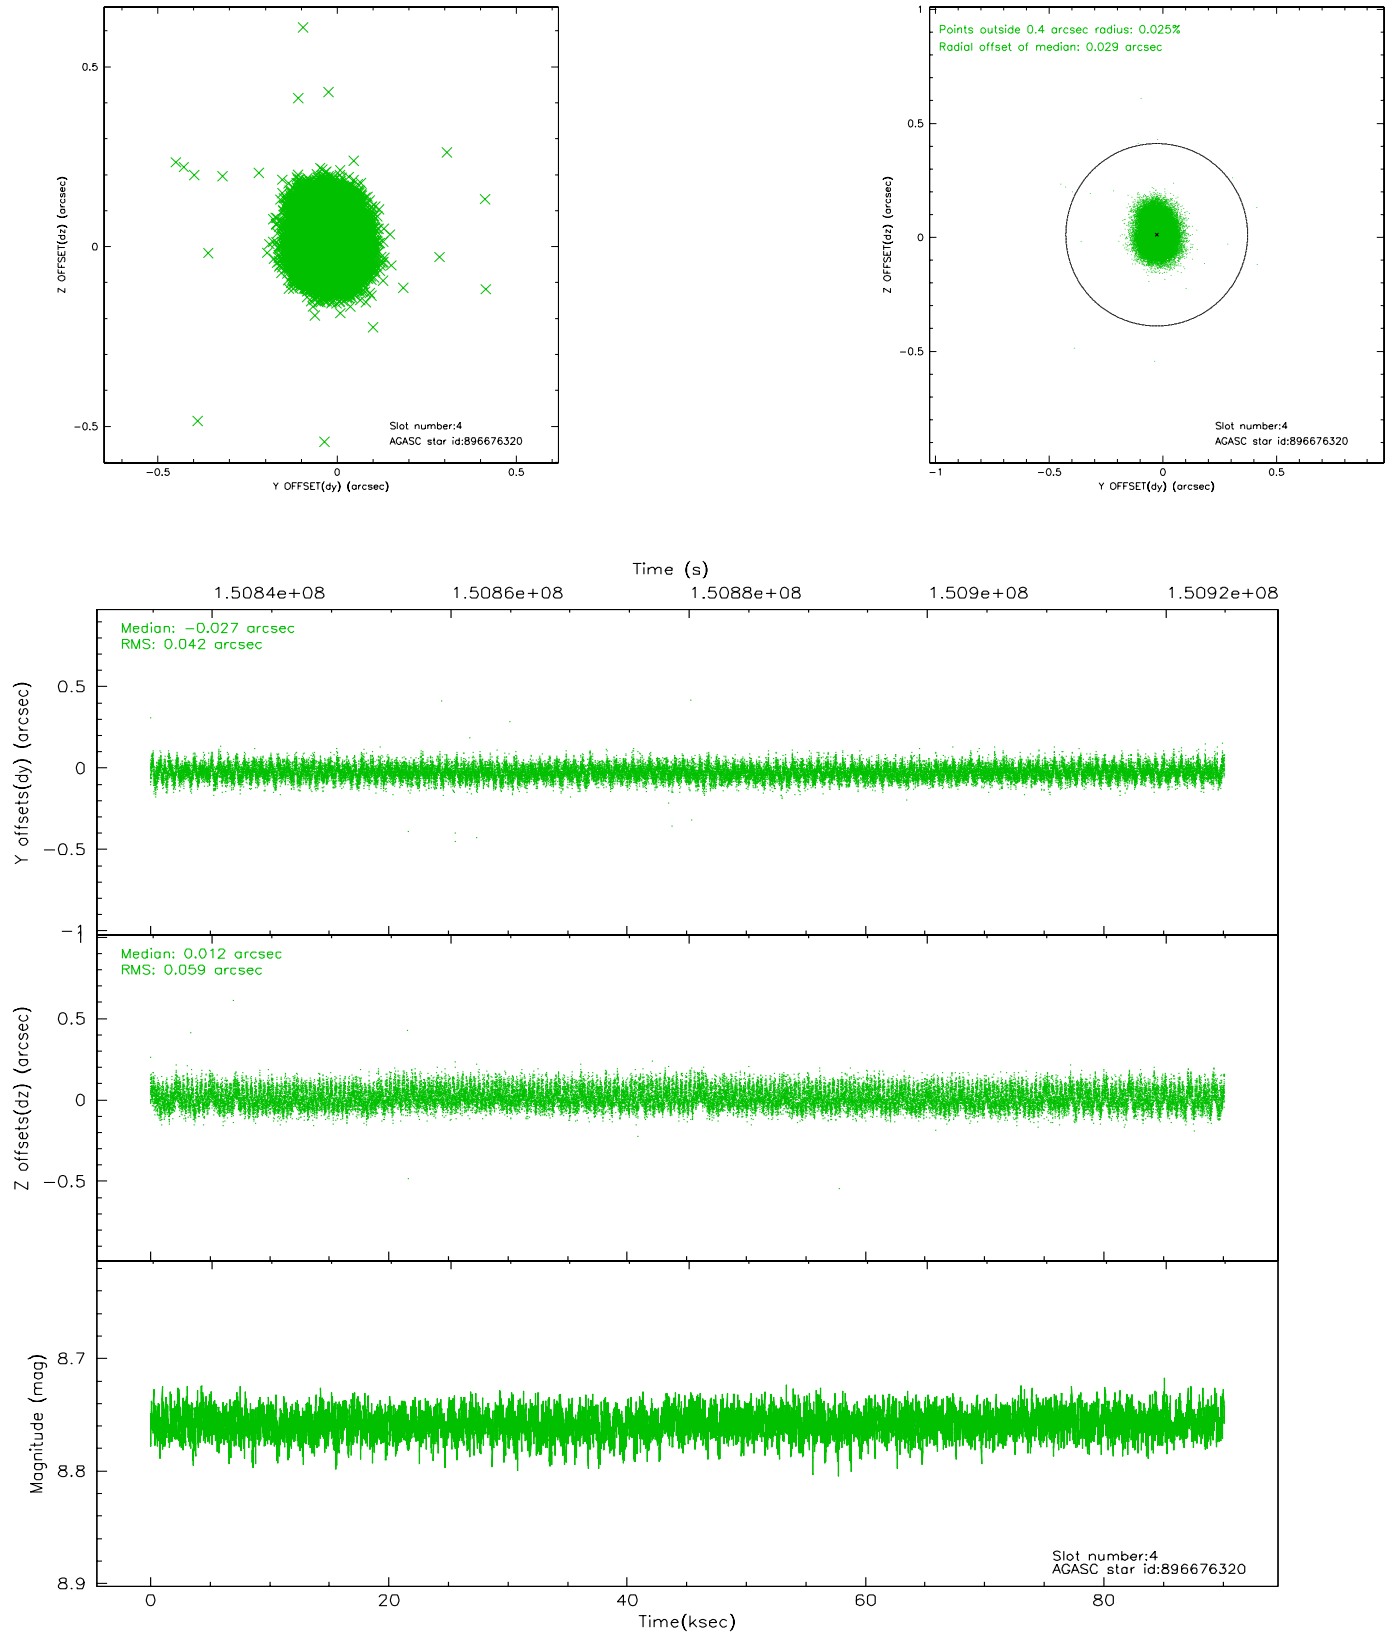 0.5
0
-0.5
Z OFFSET(dz) (arcsec)
Slot number:4
AGASC star id:896676320
-0.5
0
0.5
Y OFFSET(dy) (arcsec)
Points outside 0.4 arcsec radius: 0.025%
Radial offset of median: 0.029 arcsec
1
0.5
0
-0.5
Z OFFSET(dz) (arcsec)
Slot number:4
AGASC star id:896676320
-1
-0.5
0
0.5
Y OFFSET(dy) (arcsec)
Time (s)
1.5084e+08
1.5086e+08
1.5088e+08
1.509e+08
1.5092e+08
Median: -0.027 arcsec
RMS: 0.042 arcsec
0.5
0
-0.5
-1
Y offsets(dy) (arcsec)
Median: 0.012 arcsec
RMS: 0.059 arcsec
1
0.5
0
-0.5
Z offsets(dz) (arcsec)
8.7
8.8
8.9
Magnitude (mag)
Slot number:4
AGASC star id:896676320
0
20
40
60
80
Time(ksec)